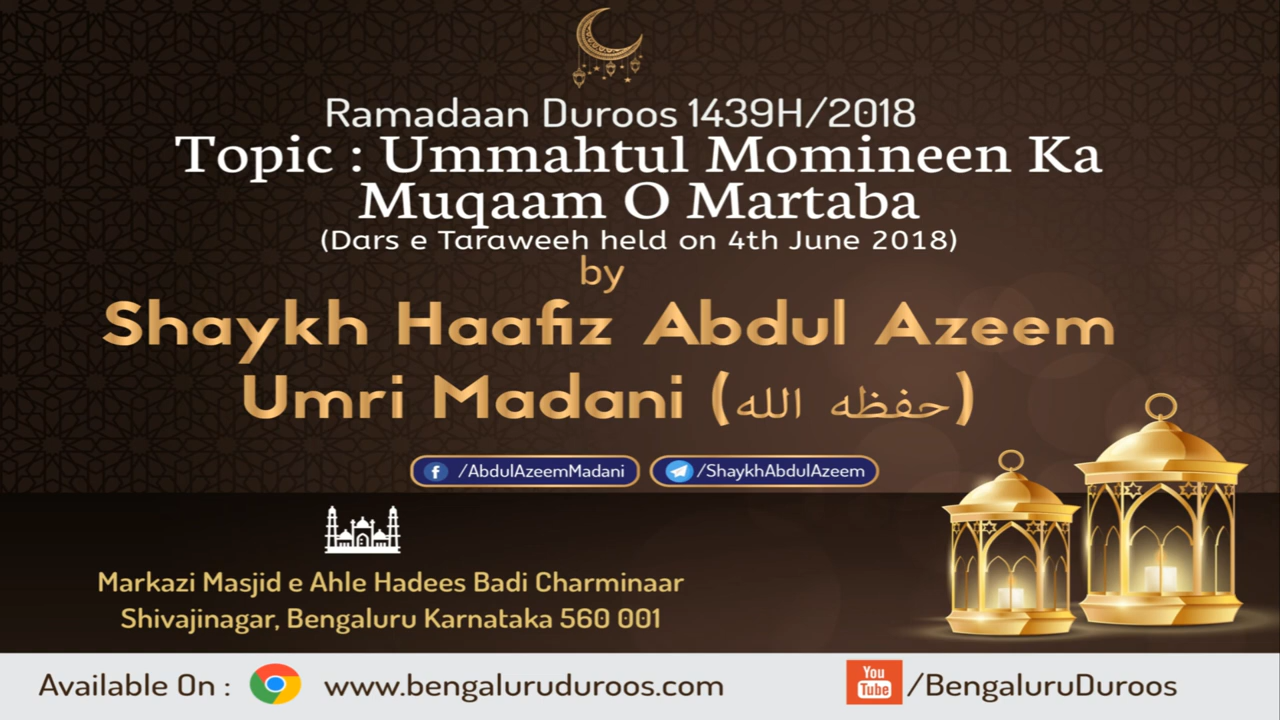 Ramadaan Duroos 1439H/2018
Topic : Ummahtul Momineen Ka
Muqaam O Martaba
(Dars e Taraweeh held on 4th June 2018)
by
Shaykh Haafiz Abdul Azeem
Umri Madani (حفظه الله)
f /AbdulAzeemMadani /ShaykhAbdulAzeem
Markazi Masjid e Ahle Hadees Badi Charminaar
Shivajinagar, Bengaluru Karnataka 560 001
Available On : www.bengaluruduroos.com You Tube /BengaluruDuroos